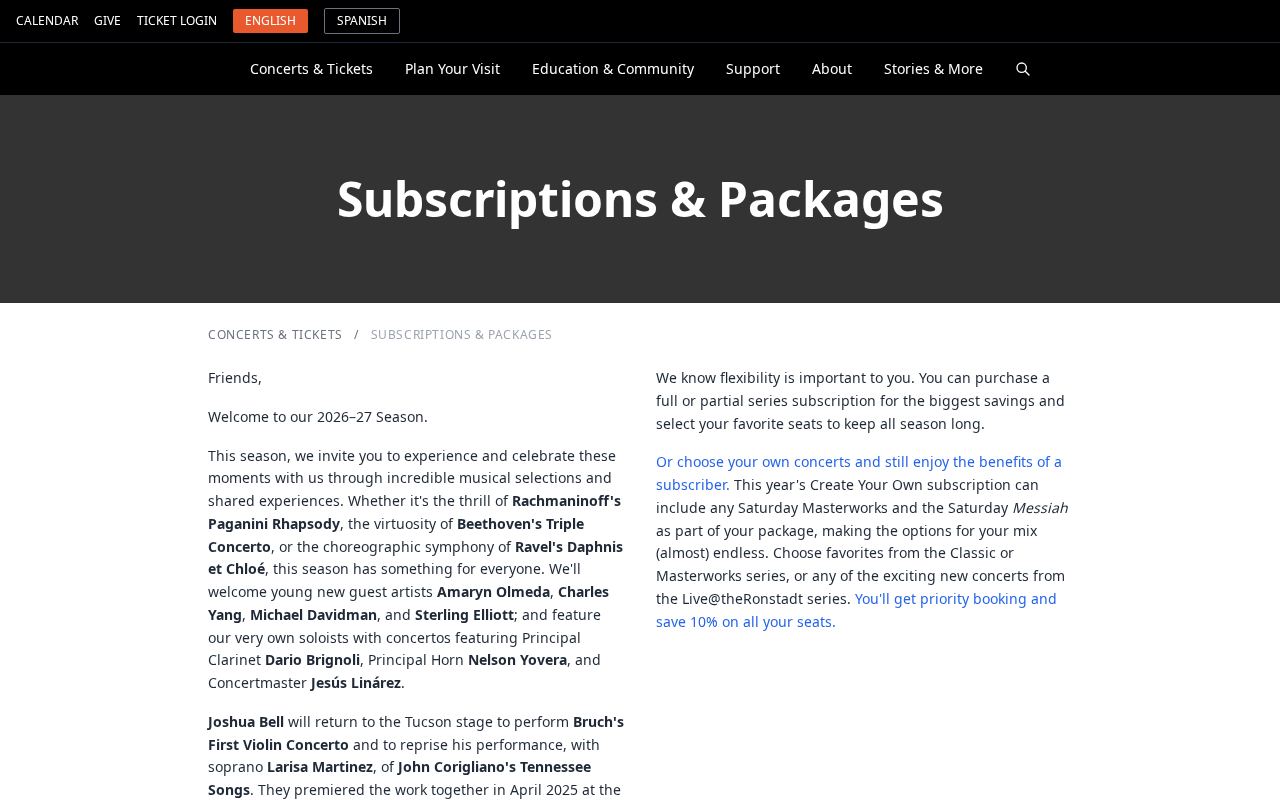 CALENDAR GIVE TICKET LOGIN ENGLISH SPANISH
Concerts & Tickets Plan Your Visit Education & Community Support About Stories & More
Subscriptions & Packages
CONCERTS & TICKETS / SUBSCRIPTIONS & PACKAGES
Friends,
Welcome to our 2026–27 Season.
This season, we invite you to experience and celebrate these
moments with us through incredible musical selections and
shared experiences. Whether it's the thrill of Rachmaninoff's
Paganini Rhapsody, the virtuosity of Beethoven's Triple
Concerto, or the choreographic symphony of Ravel's Daphnis
et Chloé, this season has something for everyone. We'll
welcome young new guest artists Amaryn Olmeda, Charles
Yang, Michael Davidman, and Sterling Elliott; and feature
our very own soloists with concertos featuring Principal
Clarinet Dario Brignoli, Principal Horn Nelson Yovera, and
Concertmaster Jesús Linárez.
Joshua Bell will return to the Tucson stage to perform Bruch's
First Violin Concerto and to reprise his performance, with
soprano Larisa Martinez, of John Corigliano's Tennessee
Songs. They premiered the work together in April 2025 at the
We know flexibility is important to you. You can purchase a
full or partial series subscription for the biggest savings and
select your favorite seats to keep all season long.
Or choose your own concerts and still enjoy the benefits of a
subscriber. This year's Create Your Own subscription can
include any Saturday Masterworks and the Saturday Messiah
as part of your package, making the options for your mix
(almost) endless. Choose favorites from the Classic or
Masterworks series, or any of the exciting new concerts from
the Live@theRonstadt series. You'll get priority booking and
save 10% on all your seats.